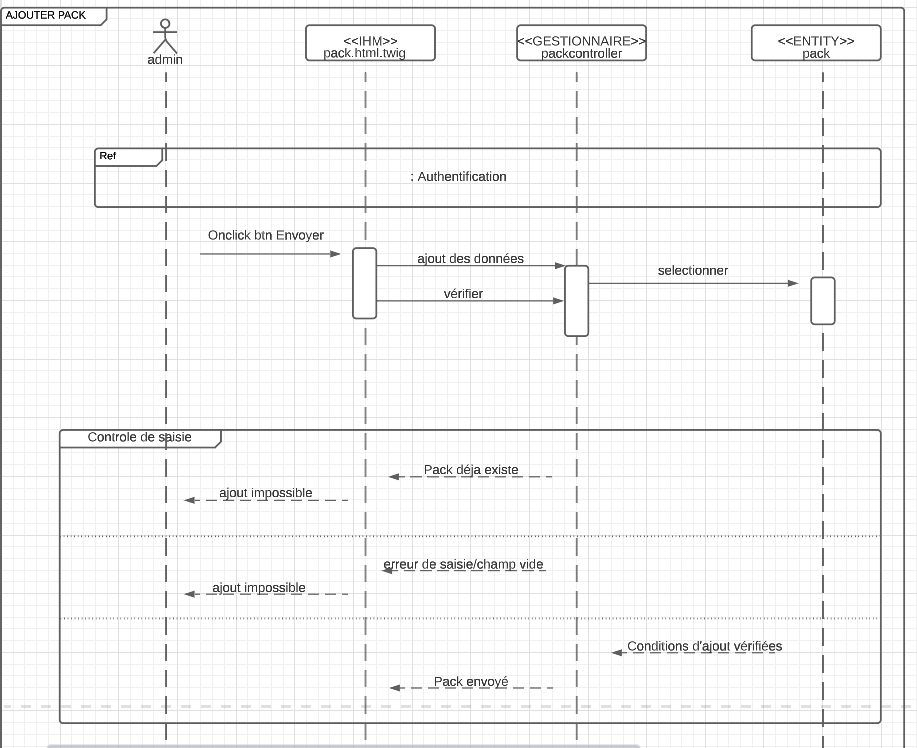 AJOUTER PACK
admin
<<IHM>>
pack.html.twig
<<GESTIONNAIRE>>
packcontroller
<<ENTITY>>
pack
Ref
: Authentification
Onclick btn Envoyer
ajout des données
selectionner
vérifier
Controle de saisie
Pack déja existe
ajout impossible
erreur de saisie/champ vide
ajout impossible
Conditions d'ajout vérifiées
Pack envoyé